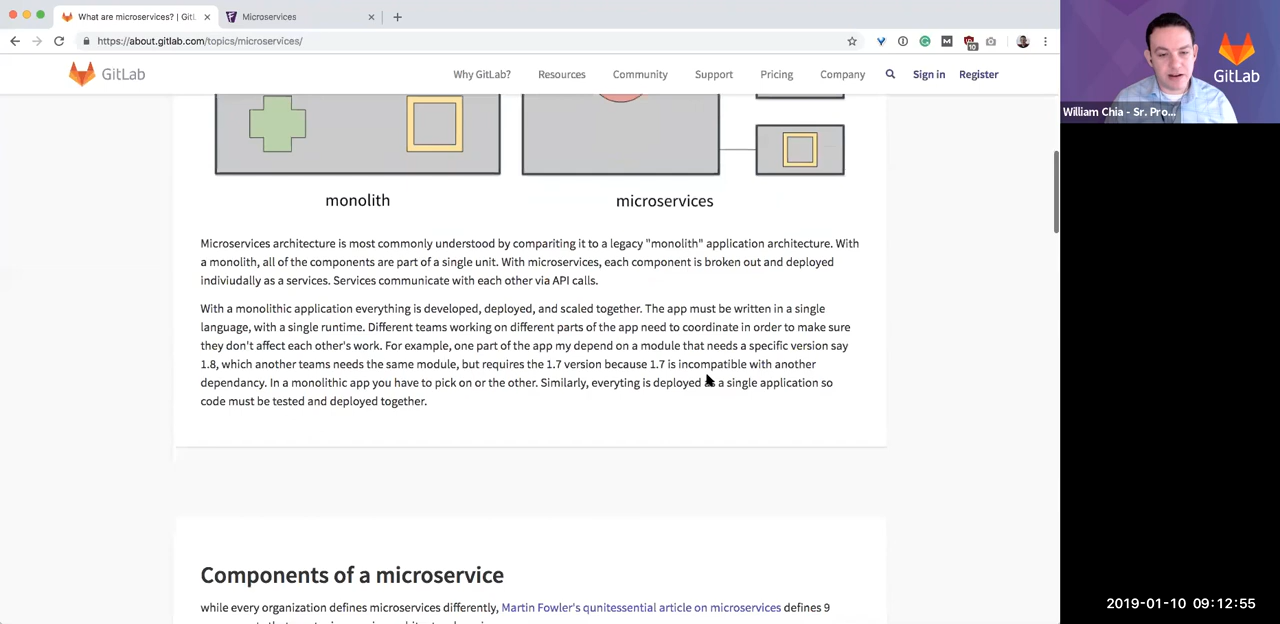 What are microservices? | GitL
Microservices
https://about.gitlab.com/topics/microservices/
10
GitLab
Why GitLab?
Resources
Community
Support
Pricing
Company
Sign in
Register
GitLab
William Chia - Sr. Pro...
monolith
microservices
Microservices architecture is most commonly understood by compariting it to a legacy "monolith" application architecture. With
a monolith, all of the components are part of a single unit. With microservices, each component is broken out and deployed
indiviudally as a services. Services communicate with each other via API calls.
With a monolithic application everything is developed, deployed, and scaled together. The app must be written in a single
language, with a single runtime. Different teams working on different parts of the app need to coordinate in order to make sure
they don't affect each other's work. For example, one part of the app my depend on a module that needs a specific version say
1.8, which another teams needs the same module, but requires the 1.7 version because 1.7 is incompatible with another
dependancy. In a monolithic app you have to pick on or the other. Similarly, everyting is deployed as a single application so
code must be tested and deployed together.
Components of a microservice
while every organization defines microservices differently, Martin Fowler's qunitessential article on microservices defines 9
2019-01-10 09:12:55